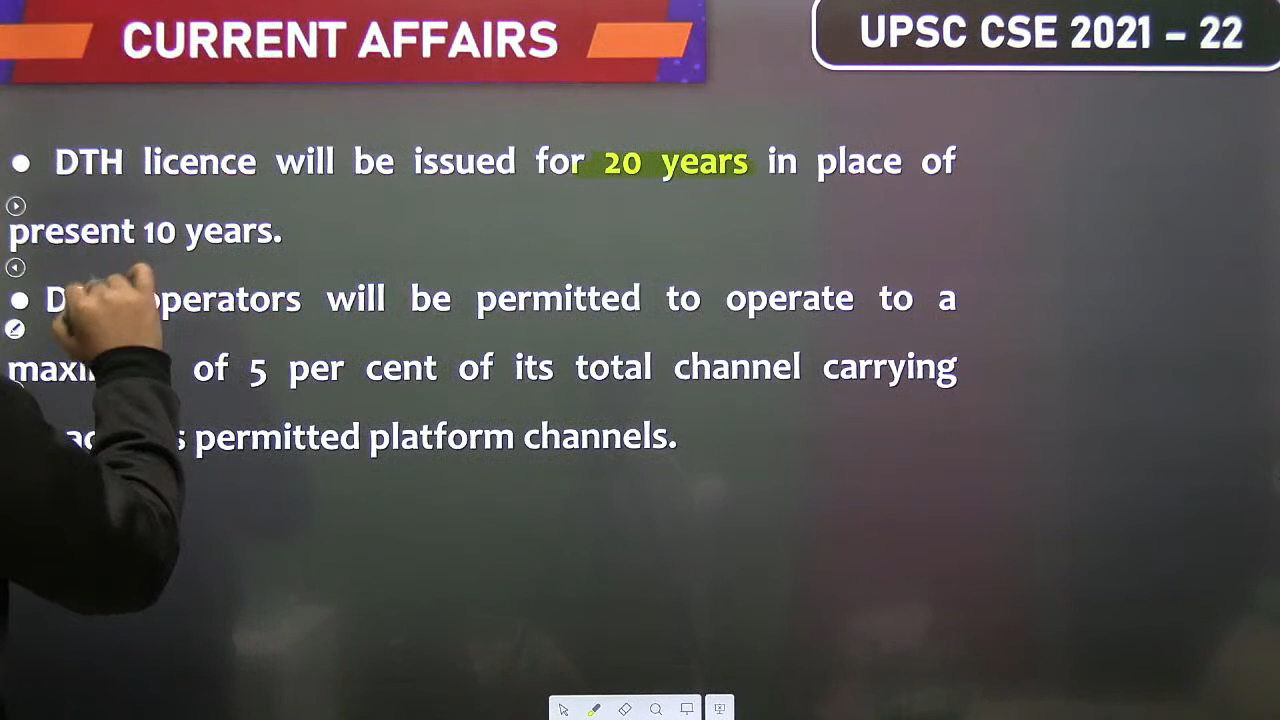 CURRENT AFFAIRS
UPSC CSE 2021 – 22
● DTH licence will be issued for 20 years in place of
present 10 years.
● operators will be permitted to operate to a
of 5 per cent of its total channel carrying
permitted platform channels.